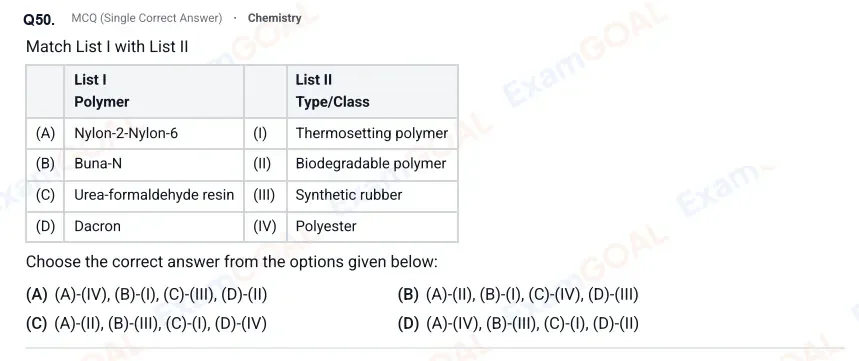 Q50. MCQ (Single Correct Answer) · Chemistry
Match List I with List II
List I
Polymer
List II
Type/Class
(A) Nylon-2-Nylon-6 (I) Thermosetting polymer
(B) Buna-N (II) Biodegradable polymer
(C) Urea-formaldehyde resin (III) Synthetic rubber
(D) Dacron (IV) Polyester
Choose the correct answer from the options given below:
(A) (A)-(IV), (B)-(I), (C)-(III), (D)-(II) (B) (A)-(II), (B)-(I), (C)-(IV), (D)-(III)
(C) (A)-(II), (B)-(III), (C)-(I), (D)-(IV) (D) (A)-(IV), (B)-(III), (C)-(I), (D)-(II)
ExamGOAL